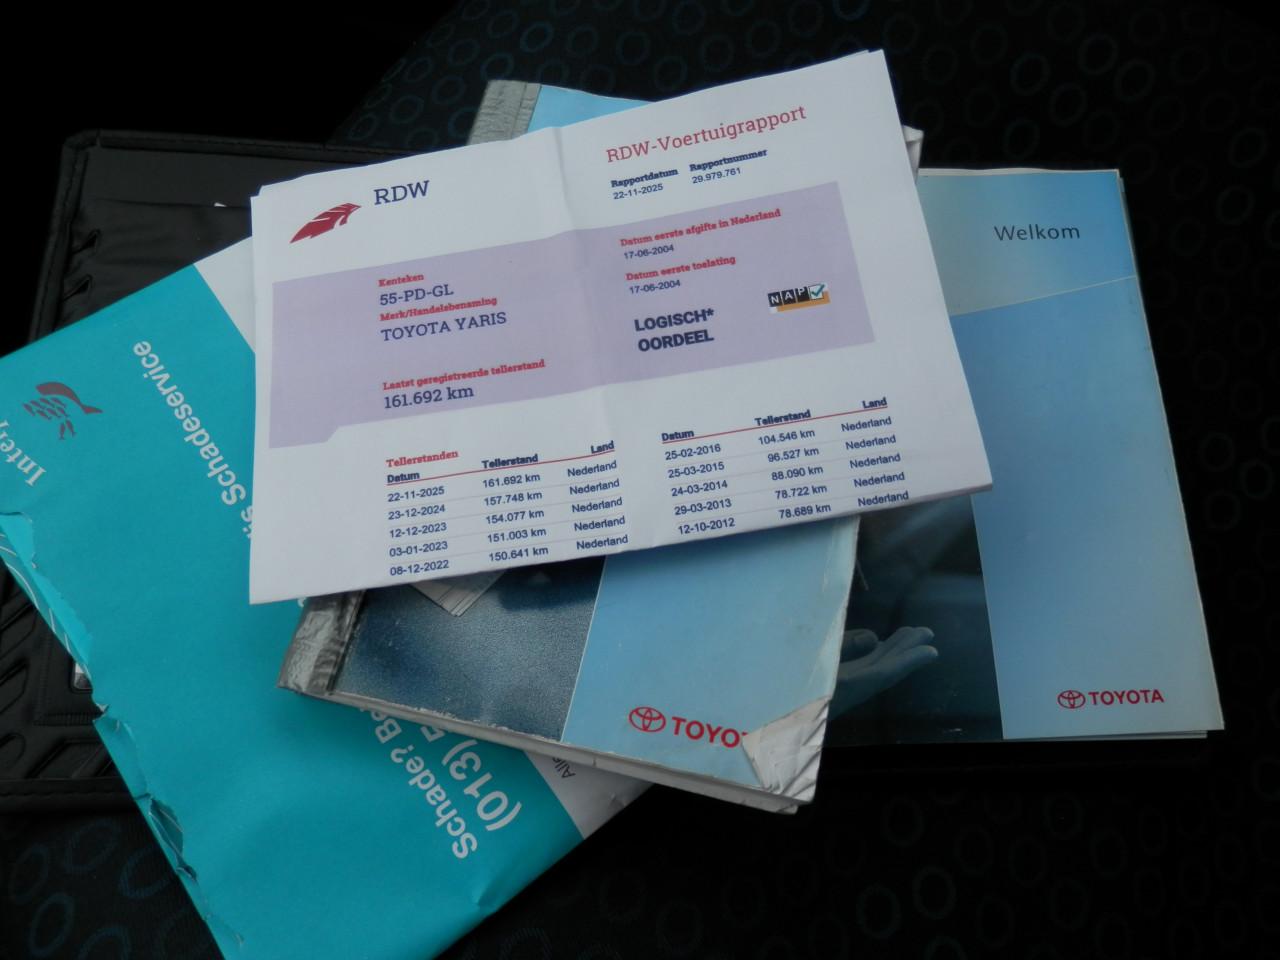 RDW
RDW-Voertuigrapport
Rapportdatum Rapportnummer
22-11-2025 29.979.761
Kenteken
55-PD-GL
Merk/Handelsbenaming
TOYOTA YARIS
Laatst geregistreerde tellerstand
161.692 km
Datum eerste afgifte in Nederland
17-06-2004
Datum eerste toelating
17-06-2004
LOGISCH*
OORDEEL
NAP
Tellerstanden
Datum Tellerstand Land
22-11-2025 161.692 km Nederland
23-12-2024 157.748 km Nederland
12-12-2023 154.077 km Nederland
03-01-2023 151.003 km Nederland
08-12-2022 150.641 km Nederland
Datum Tellerstand Land
25-02-2016 104.546 km Nederland
25-03-2015 96.527 km Nederland
24-03-2014 88.090 km Nederland
29-03-2013 78.722 km Nederland
12-10-2012 78.689 km Nederland
Welkom
TOYOTA
TOYO
Schadeservice
Schadeservice
Schade?
(013)